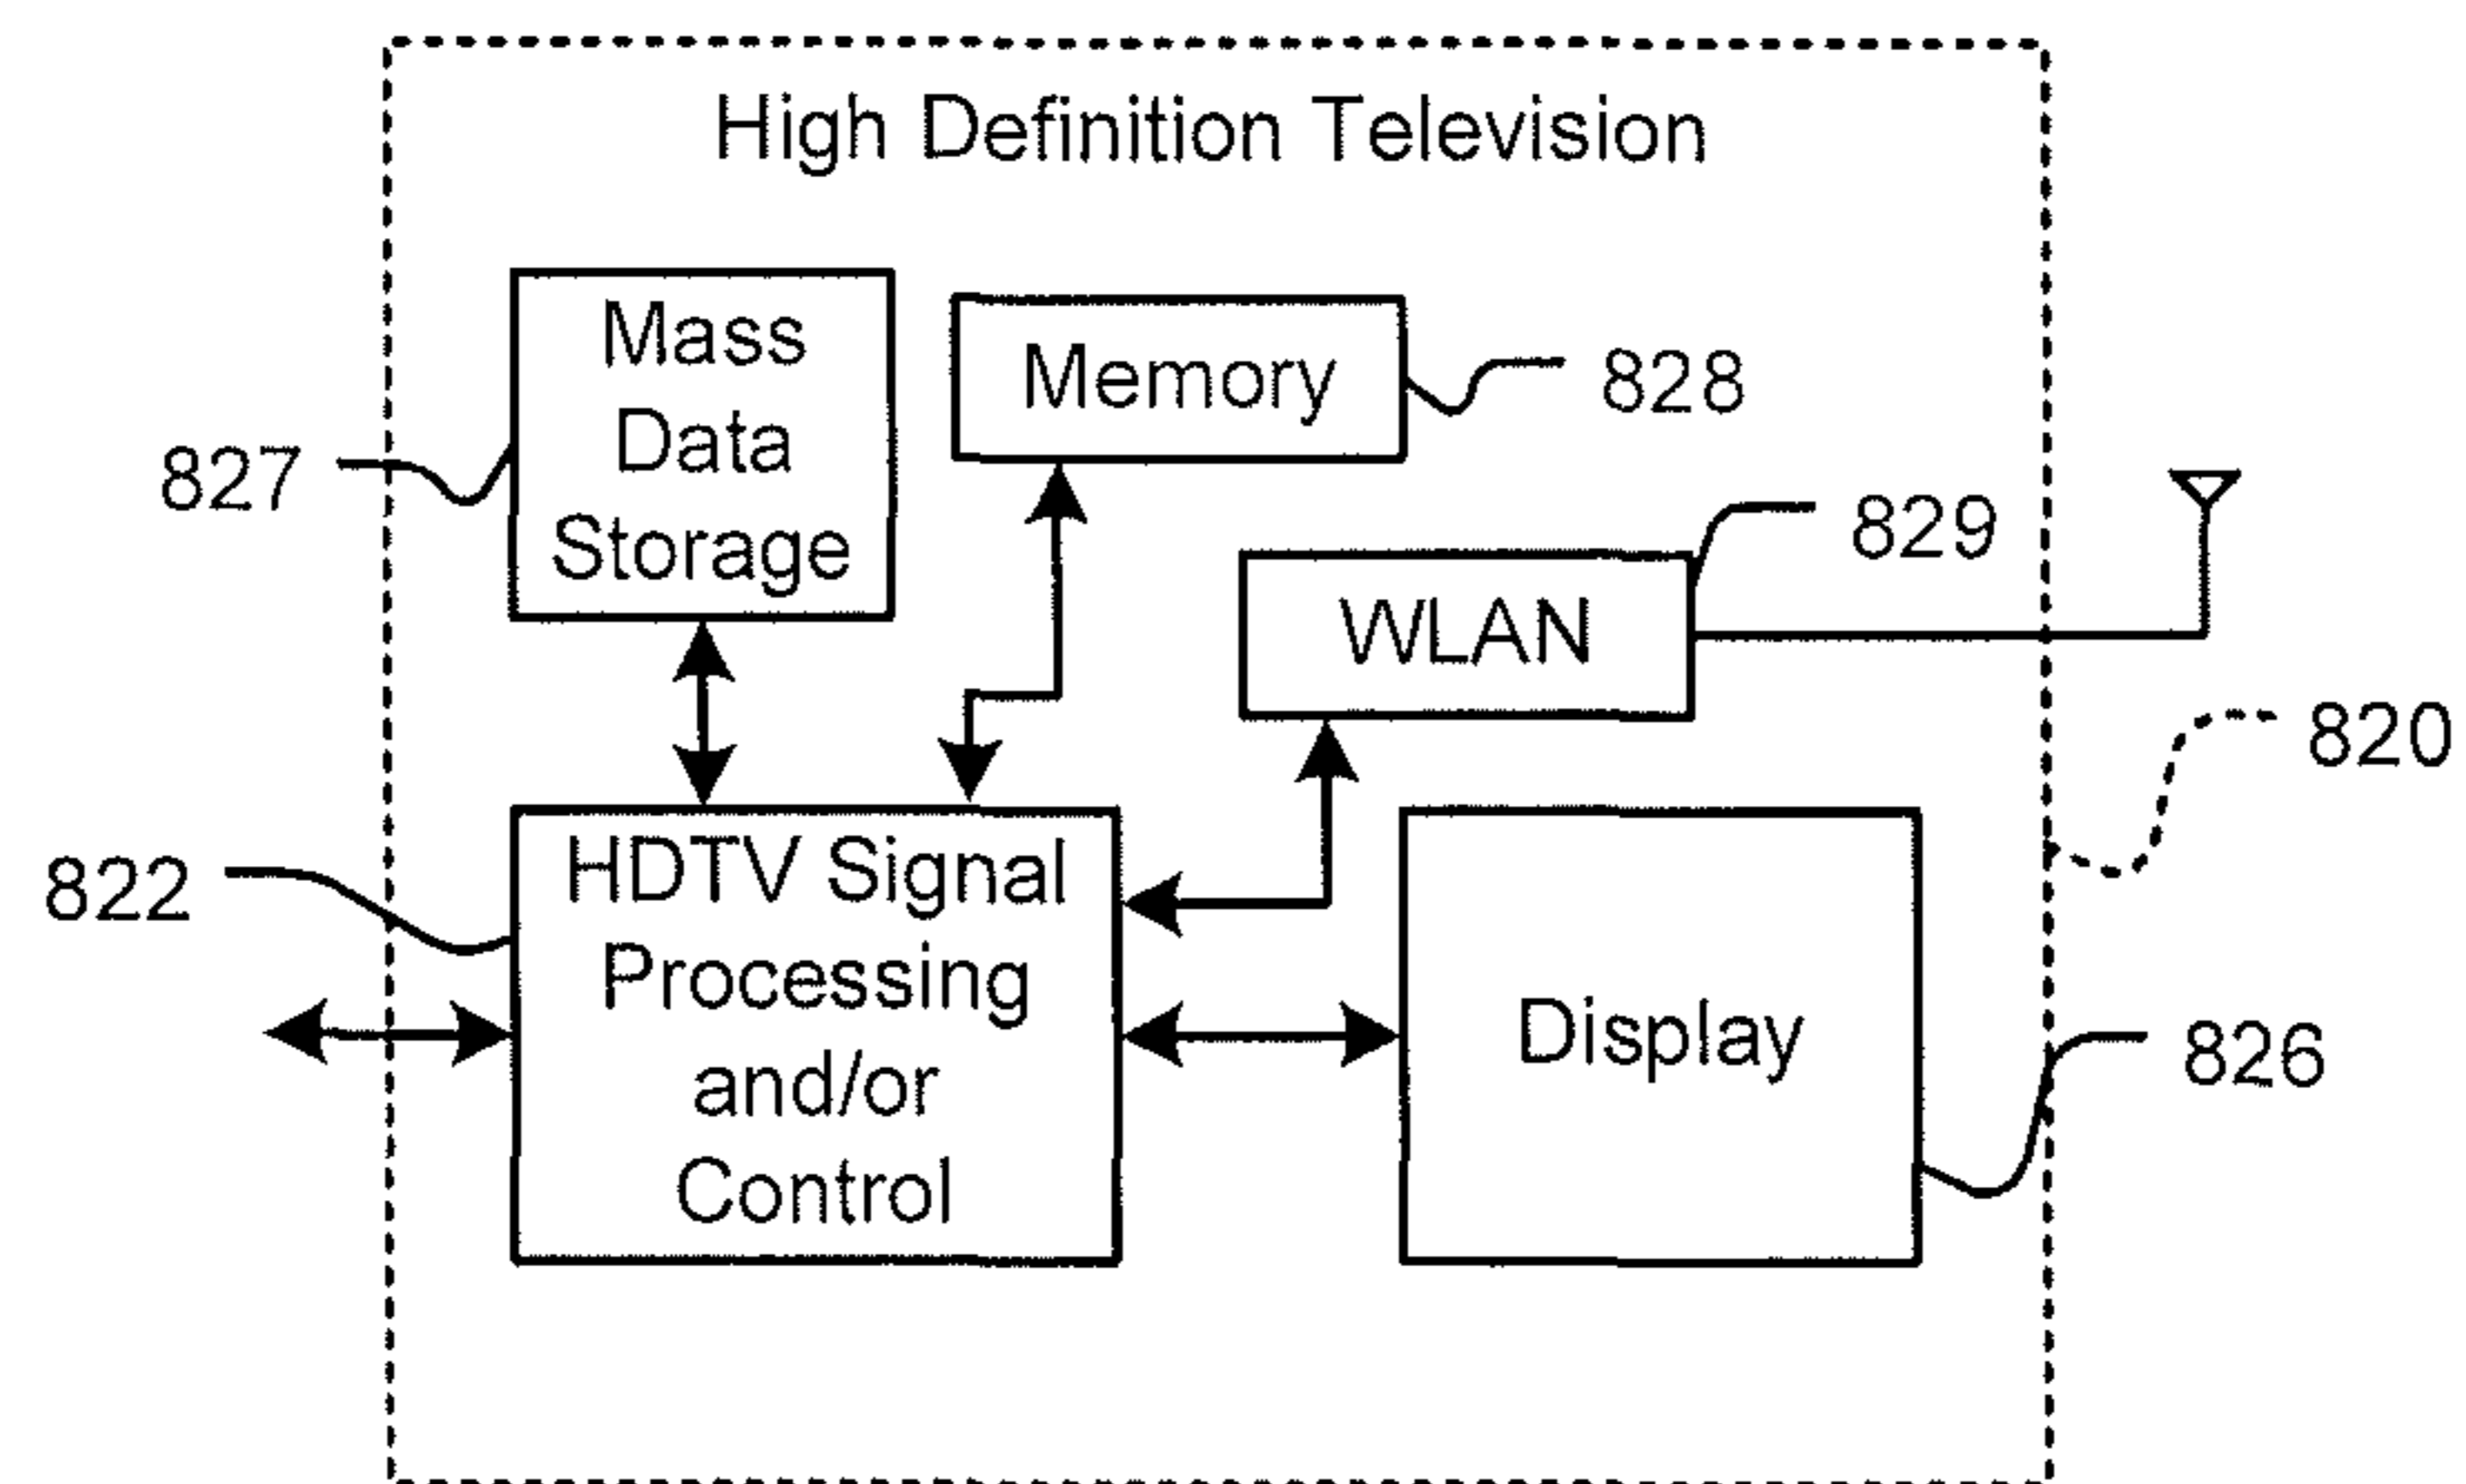 High Definition Television
Mass
Data
Storage
827
Memory
828
WLAN
829
820
HDTV Signal
Processing
and/or
Control
822
Display
826